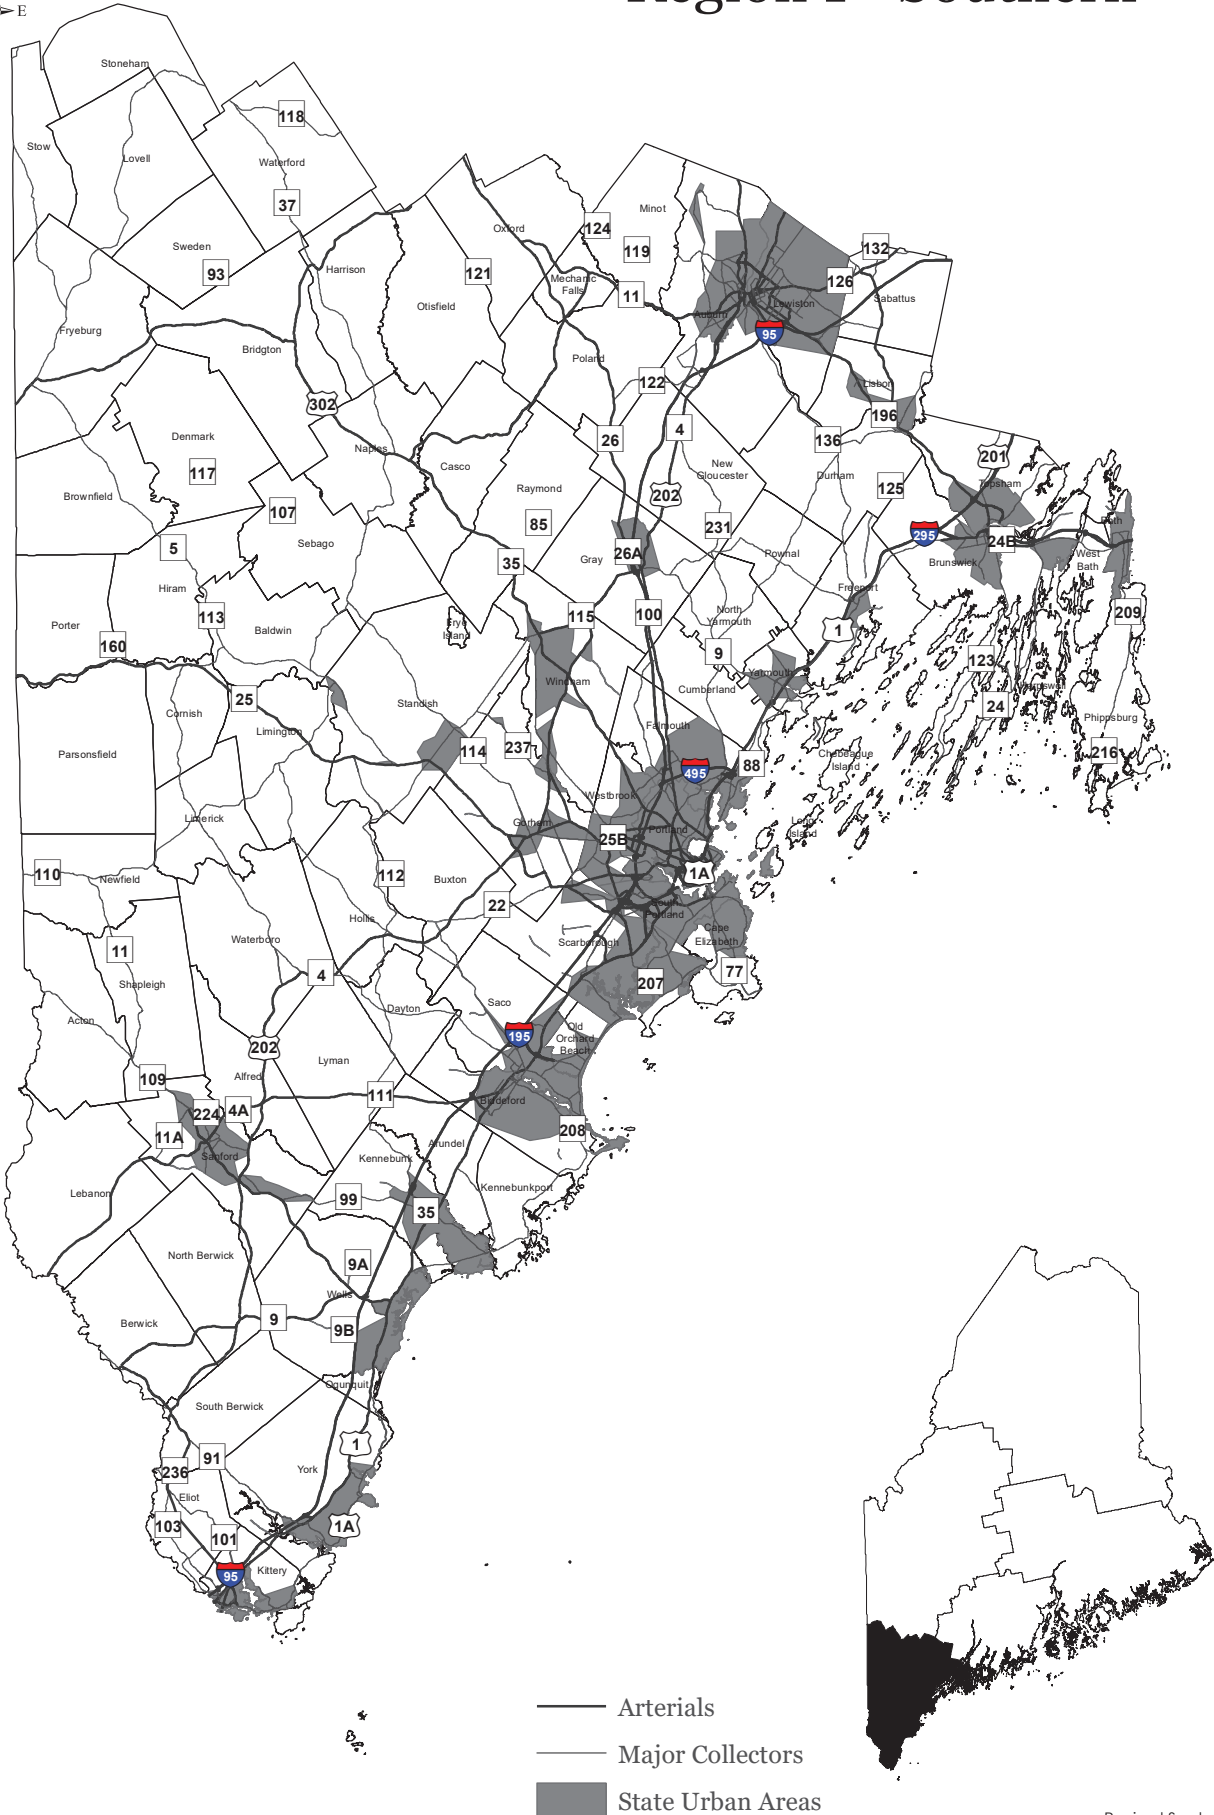 E
Region 1 - Southern
Stoneham
118
Stow
Lovell
Waterford
37
Sweden
93
Harrison
Oxford
124
Minot
119
121
Mechanic
Falls
11
132
126
Sabattus
Otisfield
Auburn
Lewiston
95
Fryeburg
Bridgton
Poland
122
Lisbon
196
302
Denmark
117
Naples
Casco
26
4
136
201
Topsham
Brownfield
107
Raymond
85
New
Gloucester
202
Durham
125
231
Bath
5
Sebago
35
Gray
26A
Pownal
295
24B
Brunswick
West
Bath
Hiram
Freeport
113
115
100
North
Yarmouth
1
209
Porter
160
Baldwin
Frye
Island
9
123
Yarmouth
25
Windham
Cumberland
Harpswell
24
Cornish
Standish
Phippsburg
Limington
Falmouth
Parsonsfield
114
237
495
88
Chebeague
Island
216
Westbrook
Limerick
Gorham
25B
Portland
Long
Island
110
Newfield
112
Buxton
1A
22
South
Portland
Hollis
Cape
Elizabeth
11
Waterboro
Scarborough
4
77
207
Shapleigh
Saco
Dayton
Acton
Old
Orchard
Beach
195
202
Lyman
109
Alfred
111
Biddeford
224
4A
208
11A
Arundel
Sanford
Kennebunk
Lebanon
99
Kennebunkport
35
North Berwick
9A
Wells
Berwick
9
9B
Ogunquit
South Berwick
1
91
York
236
Eliot
103
101
1A
95
Kittery
Arterials
Major Collectors
State Urban Areas